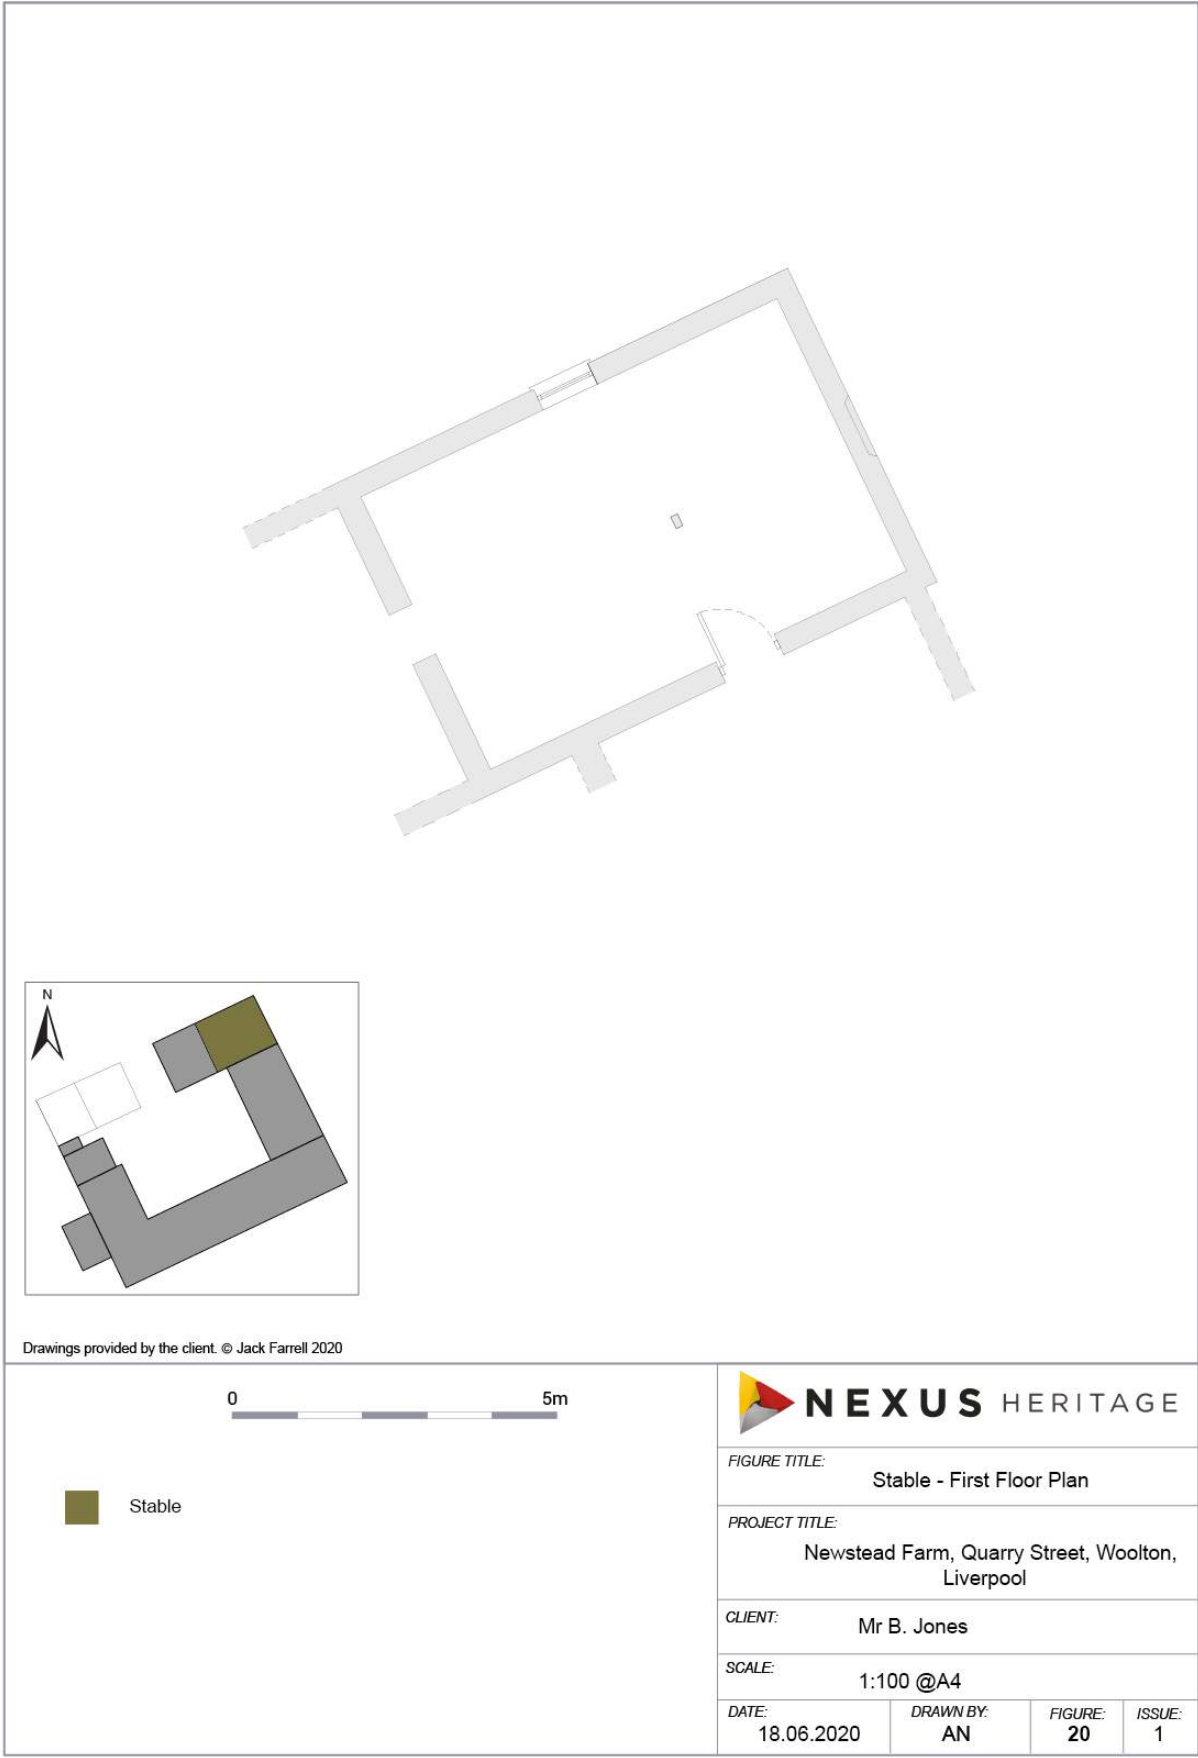 N
Drawings provided by the client. © Jack Farrell 2020
0 5m
Stable
NEXUS HERITAGE
FIGURE TITLE:
Stable - First Floor Plan
PROJECT TITLE:
Newstead Farm, Quarry Street, Woolton,
Liverpool
CLIENT:
Mr B. Jones
SCALE:
1:100 @A4
DATE:
18.06.2020
DRAWN BY:
AN
FIGURE:
20
ISSUE:
1